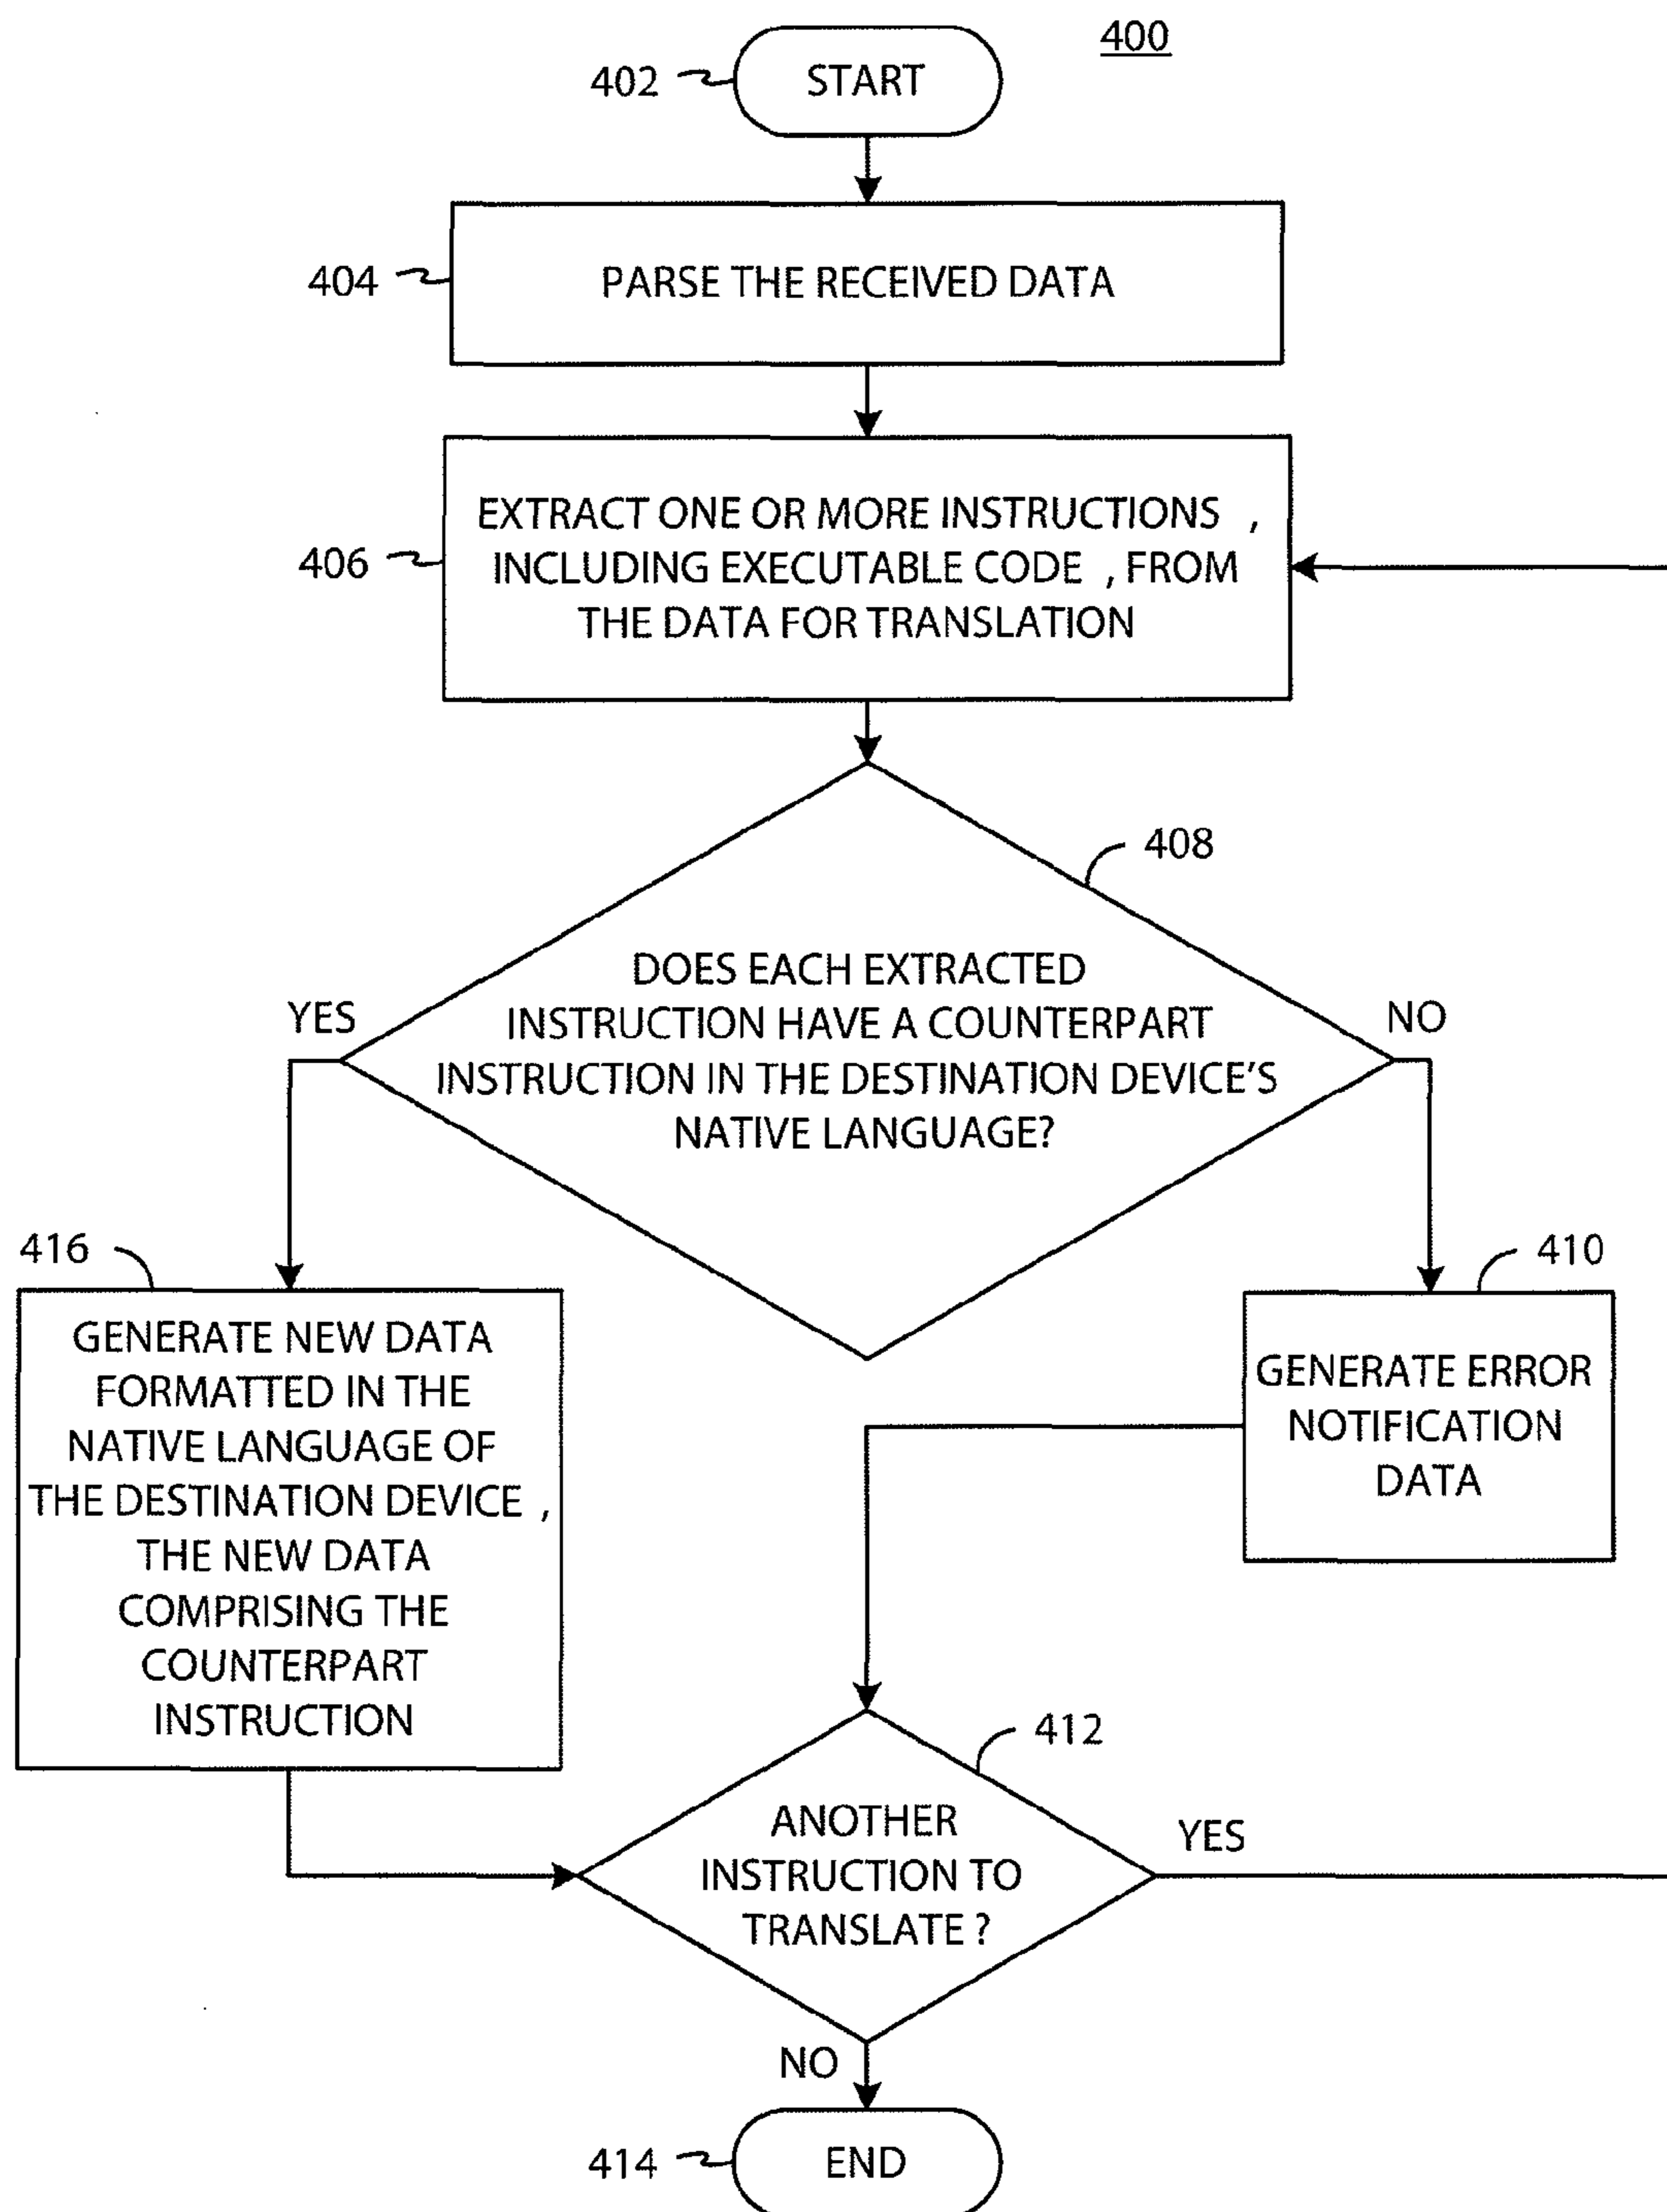 400
402
START
404
PARSE THE RECEIVED DATA
406
EXTRACT ONE OR MORE INSTRUCTIONS ,
INCLUDING EXECUTABLE CODE , FROM
THE DATA FOR TRANSLATION
408
DOES EACH EXTRACTED
INSTRUCTION HAVE A COUNTERPART
INSTRUCTION IN THE DESTINATION DEVICE'S
NATIVE LANGUAGE?
YES
NO
416
GENERATE NEW DATA
FORMATTED IN THE
NATIVE LANGUAGE OF
THE DESTINATION DEVICE ,
THE NEW DATA
COMPRISING THE
COUNTERPART
INSTRUCTION
410
GENERATE ERROR
NOTIFICATION
DATA
412
ANOTHER
INSTRUCTION TO
TRANSLATE ?
YES
NO
414
END